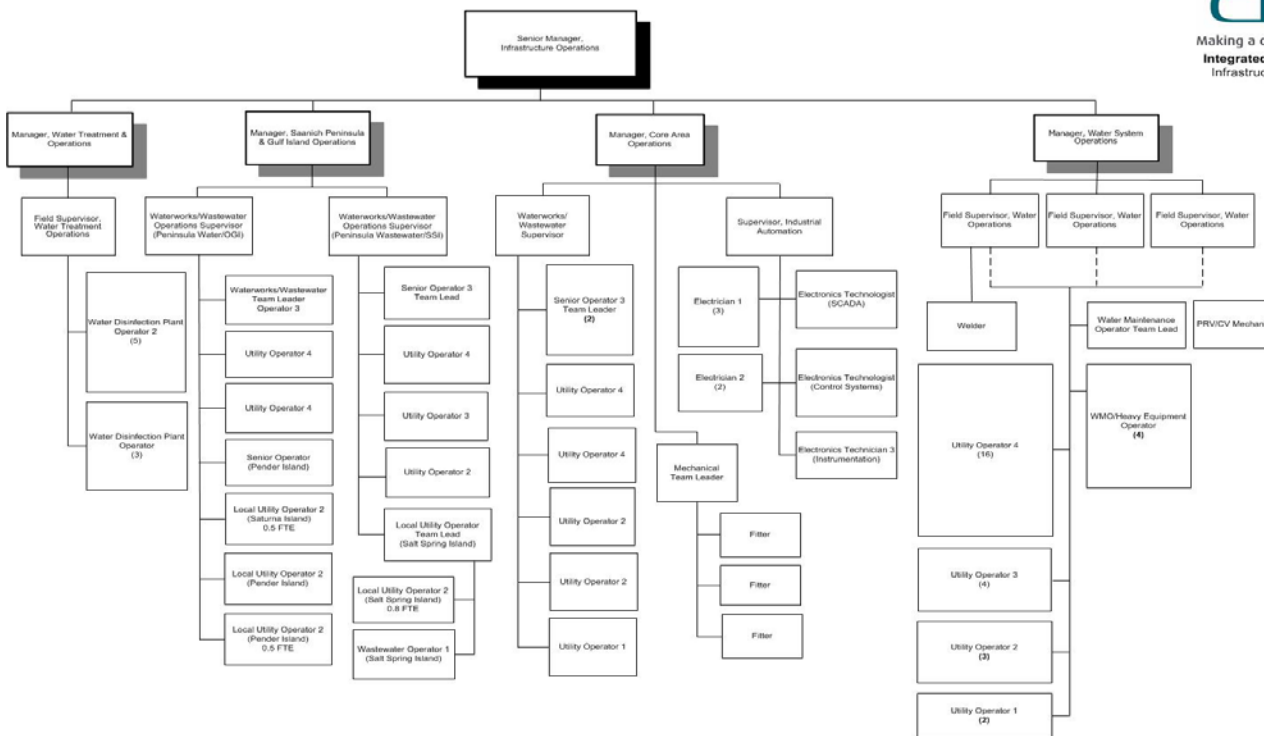 Making a
Integrated
Senior Manager,
Infrastructure Operations
Manager, Water Treatment &
Operations
Manager, Saanich Peninsula
& Gulf Island Operations
Manager, Core Area
Operations
Manager, Water System
Operations
Field Supervisor,
Water Treatment
Operations
Waterworks/Wastewater
Operations Supervisor
(Peninsula Water/OGI)
Waterworks/Wastewater
Operations Supervisor
(Peninsula Wastewater/SSI)
Waterworks/
Wastewater
Supervisor
Supervisor, Industrial
Automation
Field Supervisor, Water
Operations
Field Supervisor, Water
Operations
Field Supervisor, Water
Operations
Water Disinfection Plant
Operator 2
(5)
Water Disinfection Plant
Operator
(3)
Waterworks/Wastewater
Team Leader
Operator 3
Utility Operator 4
Utility Operator 4
Senior Operator
(Pender Island)
Local Utility Operator 2
(Saturna Island)
0.5 FTE
Local Utility Operator 2
(Pender Island)
Local Utility Operator 2
(Pender Island)
0.5 FTE
Senior Operator 3
Team Lead
Utility Operator 4
Utility Operator 3
Utility Operator 2
Local Utility Operator
Team Lead
(Salt Spring Island)
Local Utility Operator 2
(Salt Spring Island)
0.8 FTE
Wastewater Operator 1
(Salt Spring Island)
Senior Operator 3
Team Leader
(2)
Utility Operator 4
Utility Operator 4
Utility Operator 2
Utility Operator 2
Utility Operator 1
Electrician 1
(3)
Electrician 2
(2)
Electronics Technologist
(SCADA)
Electronics Technologist
(Control Systems)
Electronics Technician 3
(Instrumentation)
Mechanical
Team Leader
Fitter
Fitter
Fitter
Welder
Water Maintenance
Operator Team Lead
PRV/CV
Utility Operator 4
(16)
WMO/Heavy Equipment
Operator
(4)
Utility Operator 3
(4)
Utility Operator 2
(3)
Utility Operator 1
(2)